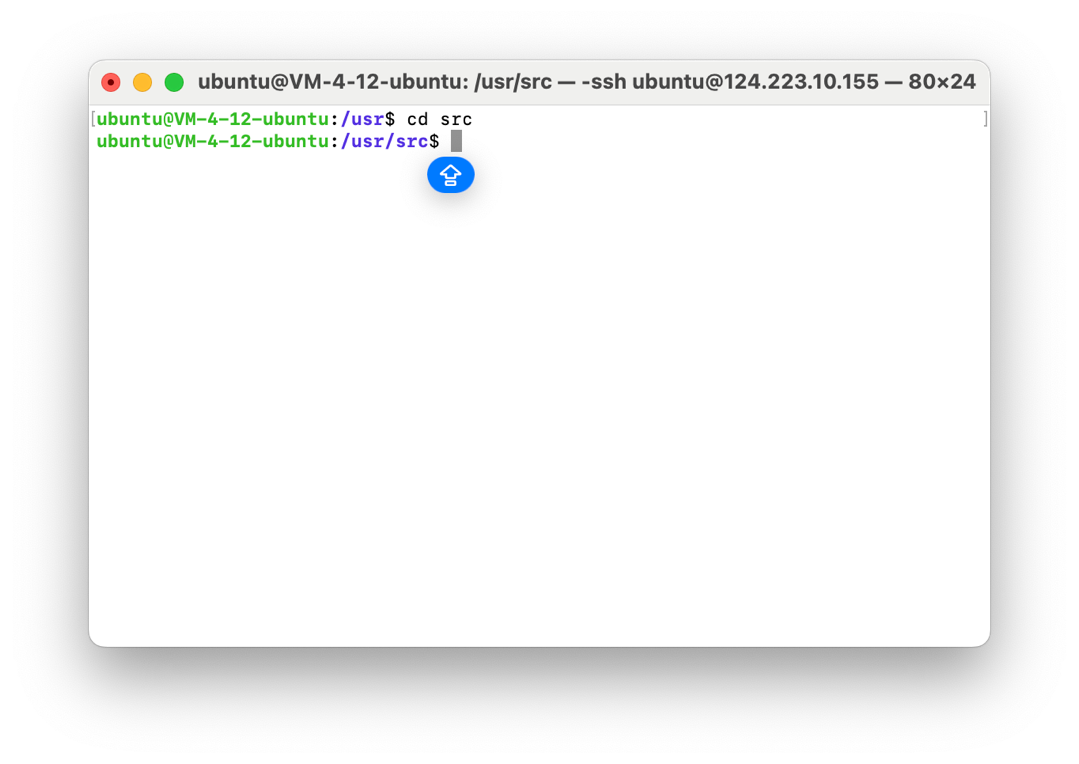 ubuntu@VM-4-12-ubuntu: /usr/src — -ssh ubuntu@124.223.10.155 — 80×24
[ubuntu@VM-4-12-ubuntu:/usr$ cd src ]
ubuntu@VM-4-12-ubuntu:/usr/src$